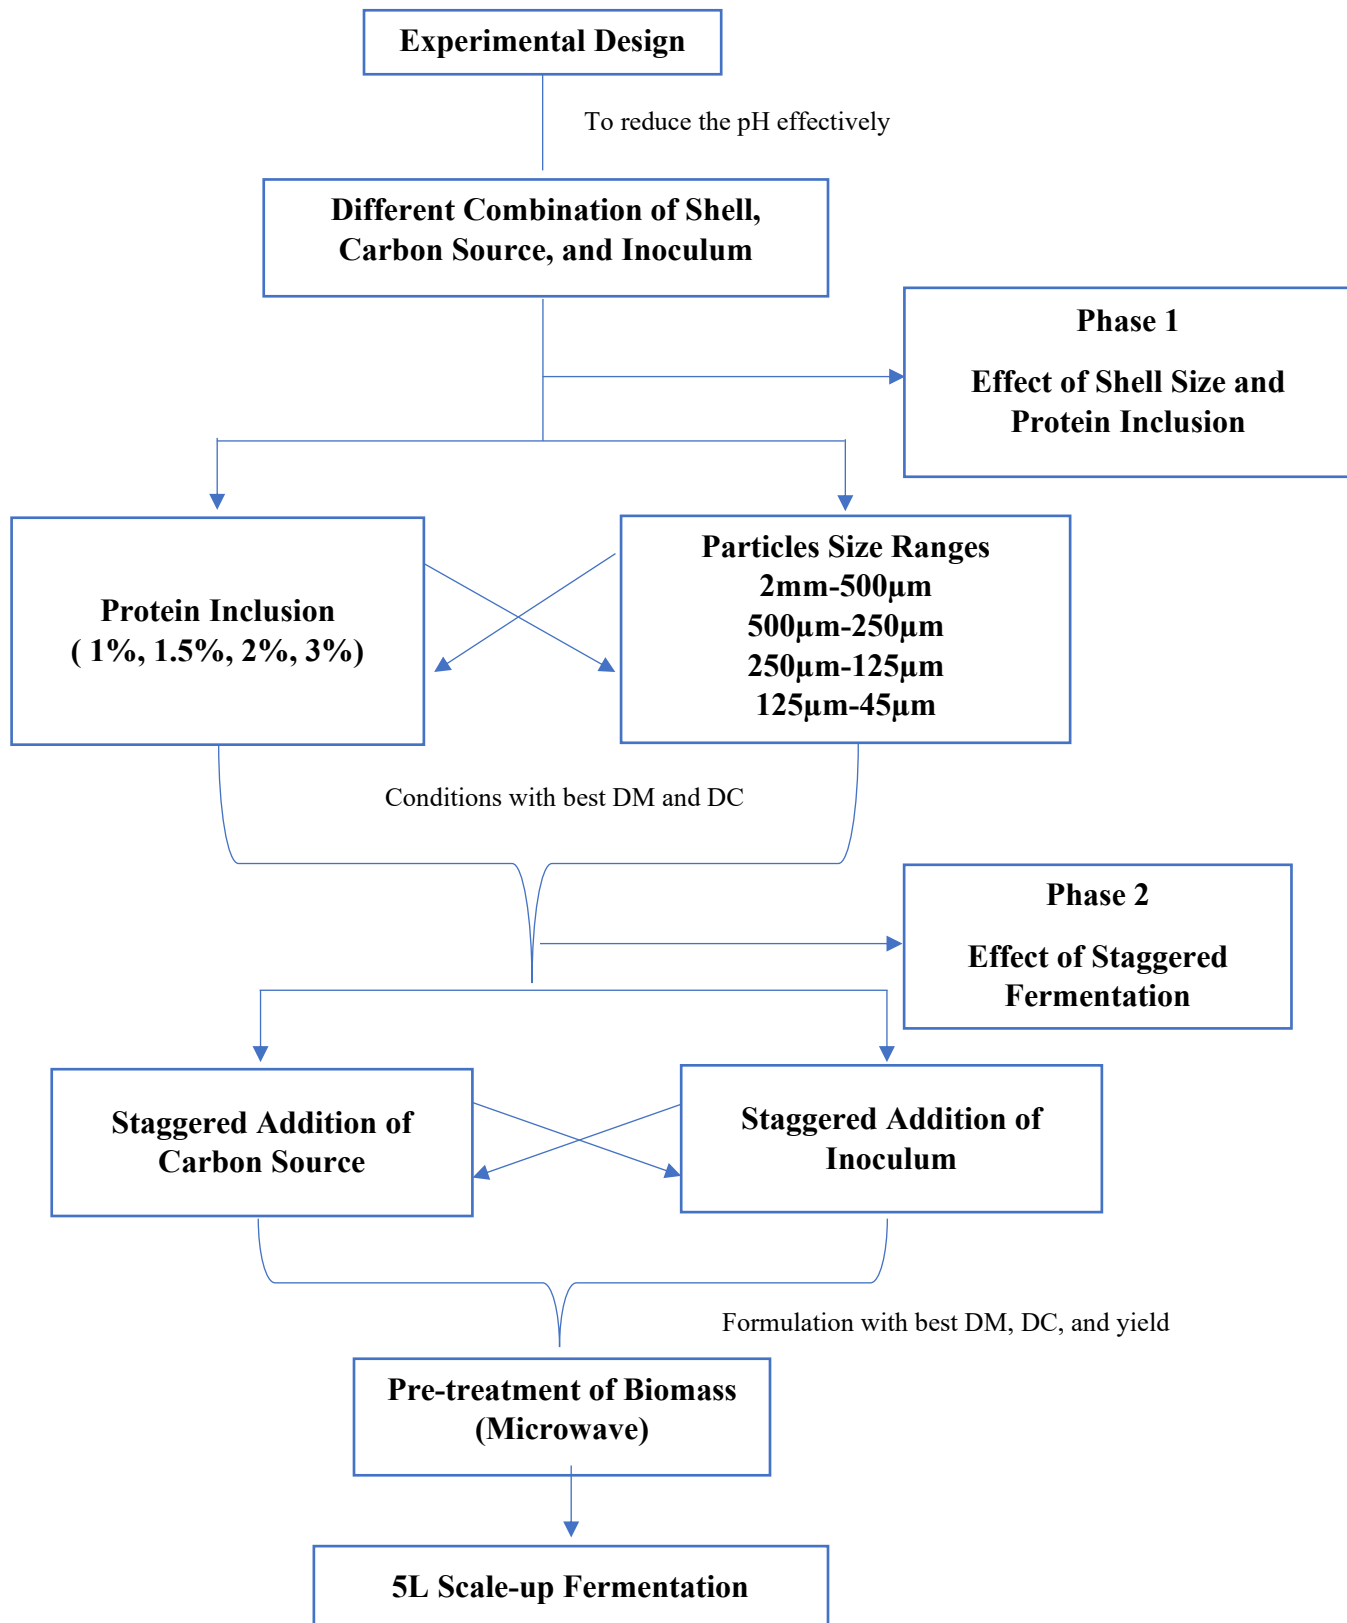 Experimental Design
To reduce the pH effectively
Different Combination of Shell,
Carbon Source, and Inoculum
Phase 1
Effect of Shell Size and
Protein Inclusion
Protein Inclusion
( 1%, 1.5%, 2%, 3%)
Particles Size Ranges
2mm-500µm
500µm-250µm
250µm-125µm
125µm-45µm
Conditions with best DM and DC
Phase 2
Effect of Staggered
Fermentation
Staggered Addition of
Carbon Source
Staggered Addition of
Inoculum
Formulation with best DM, DC, and yield
Pre-treatment of Biomass
(Microwave)
5L Scale-up Fermentation